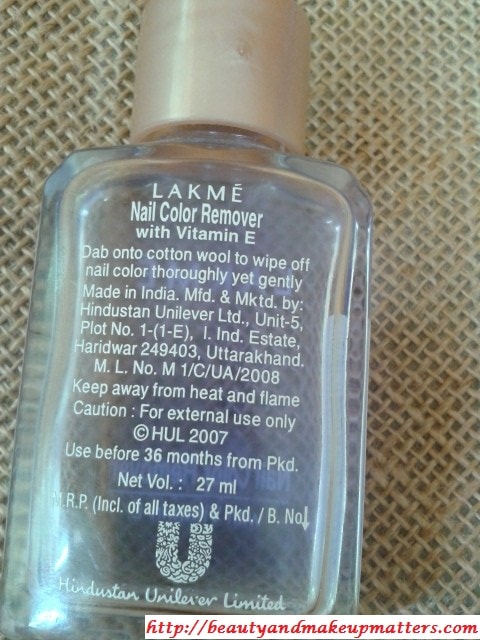 LAKMÉ
Nail Color Remover
with Vitamin E
Dab onto cotton wool to wipe off
nail color thoroughly yet gently
Made in India. Mfd. & Mktd. by:
Hindustan Unilever Ltd., Unit-5,
Plot No. 1-(1-E), I. Ind. Estate,
Haridwar 249403, Uttarakhand.
M. L. No. M 1/C/UA/2008
Keep away from heat and flame
Caution : For external use only
©HUL 2007
Use before 36 months from Pkd.
Net Vol. : 27 ml
M.R.P. (Incl. of all taxes) & Pkd. / B. No.
Hindustan Unilever Limited
http://beautyandmakeupmatters.com